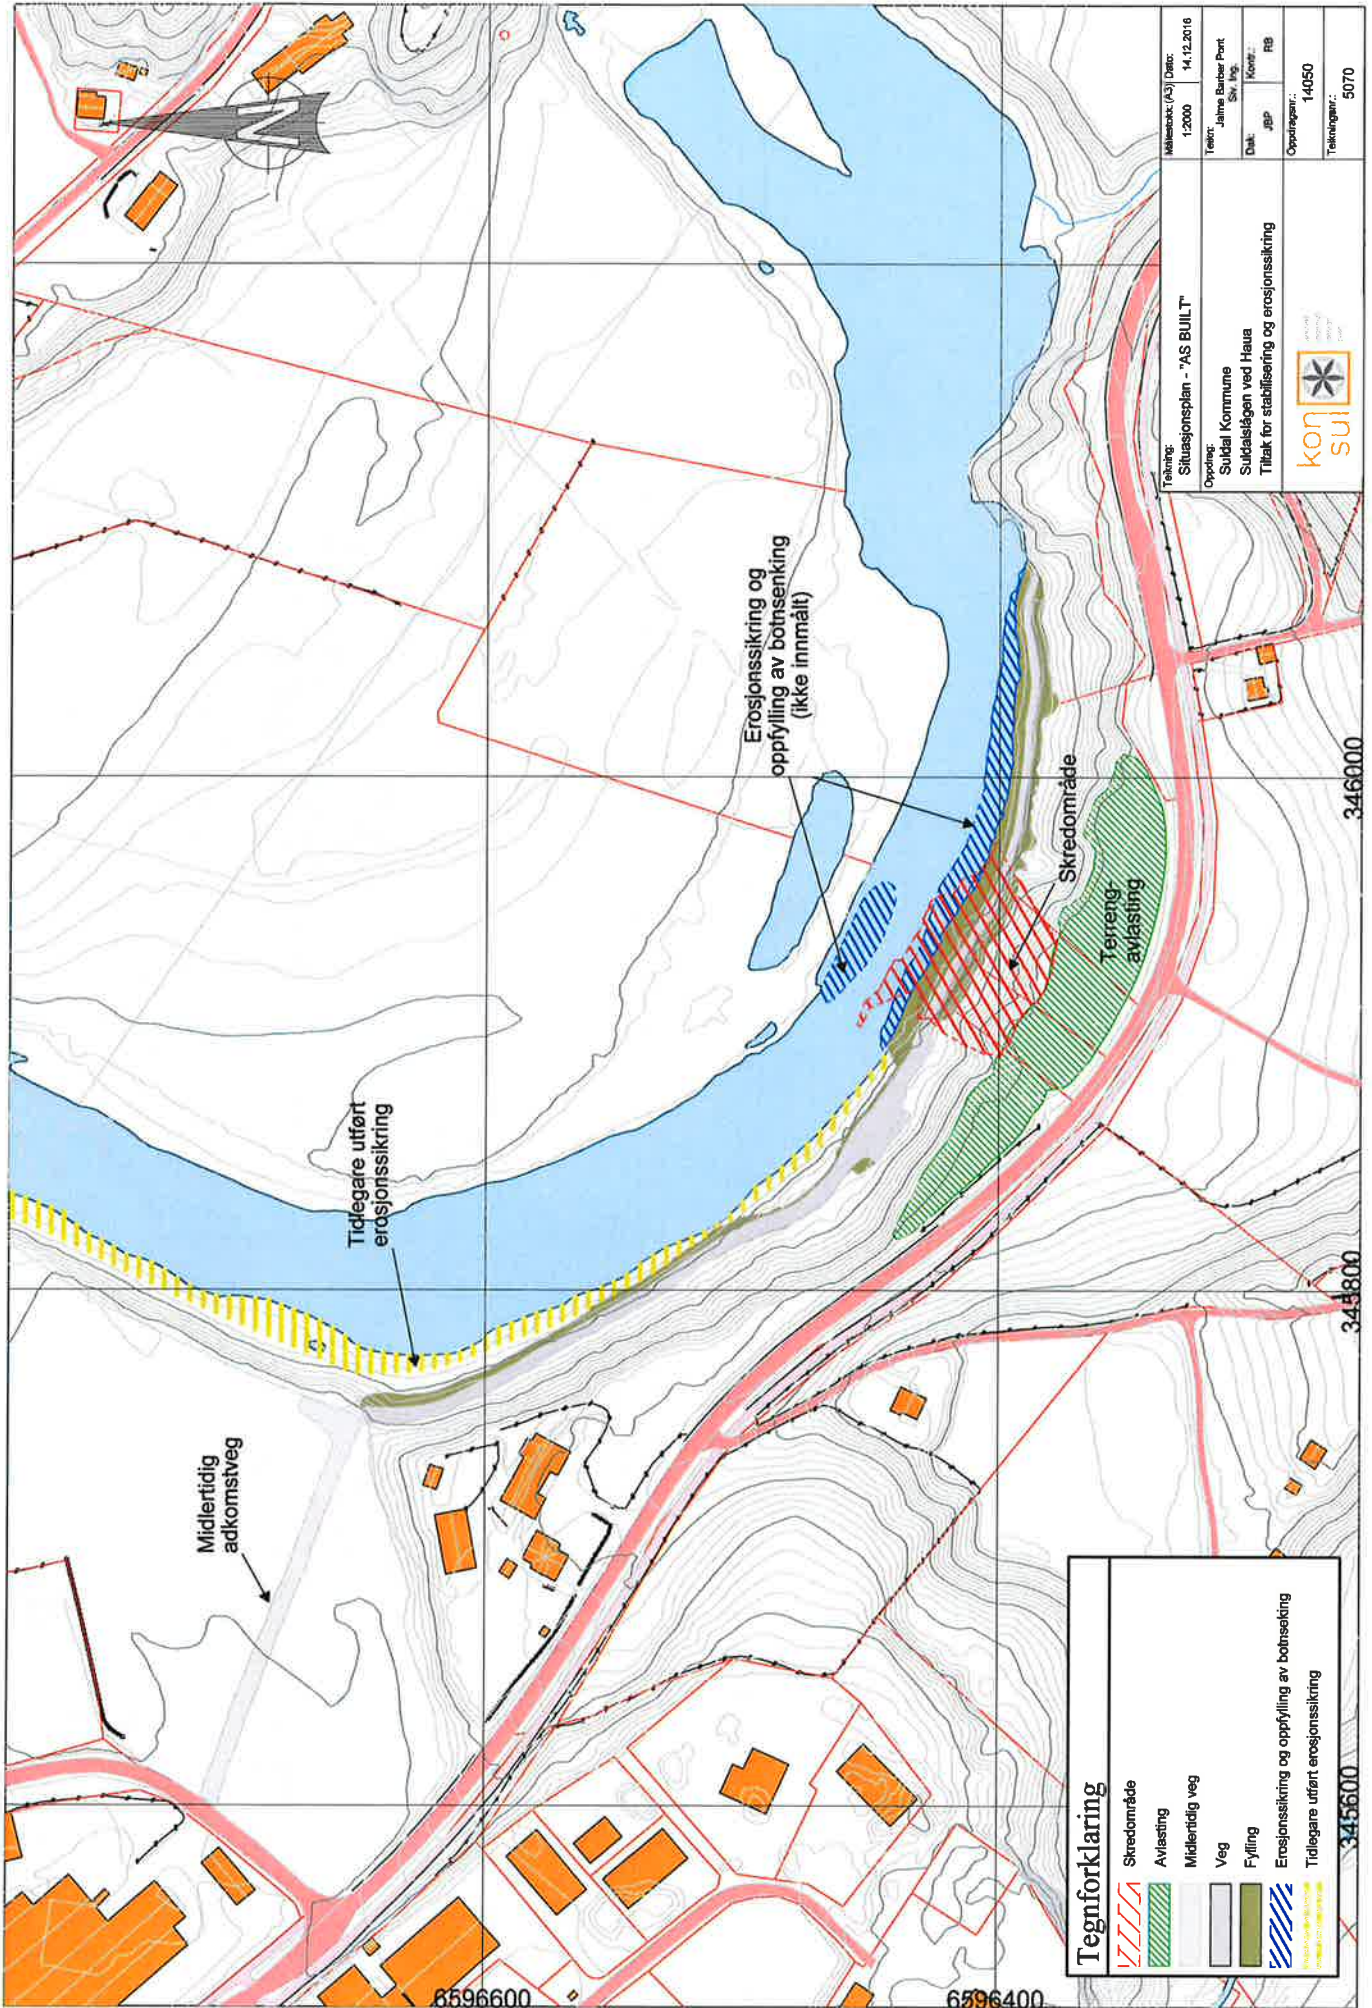 Midlertidig
adkomstveg
Tidlegare utført
erosjonssikring
Erosjonssikring og
oppfylling av botnsenking
(ikke innmålt)
Skredområde
Terreng-
avlasting
N
6596600
6596400
345600
345800
346000
Tegnforklaring
Skredområde
Avlasting
Midlertidig veg
Veg
Fylling
Erosjonssikring og oppfylling av botnseking
Tidlegare utført erosjonssikring
Teikning:
Situasjonsplan - "AS BUILT"
Oppdrag:
Suldal Kommune
Suldalslågen ved Haua
Tiltak for stabilisering og erosjonssikring
kon
sul
Målestokk: (A3)
1:2000
Dato:
14.12.2016
Teikn:
Jaime Barber Pont
Siv. Ing.
Dak:
JBP
Kontr.:
RB
Oppdragsnr.:
14050
Teikningsnr.:
5070